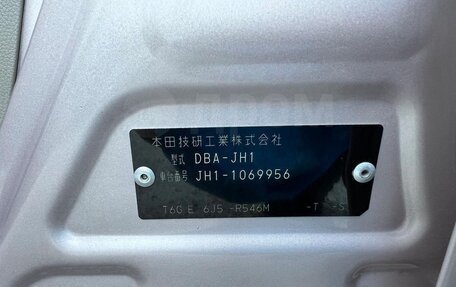 本田技研工業株式会社
型式 DBA-JH1
車台番号 JH1-1069956
T6G E 6J5 -R546M -T -S